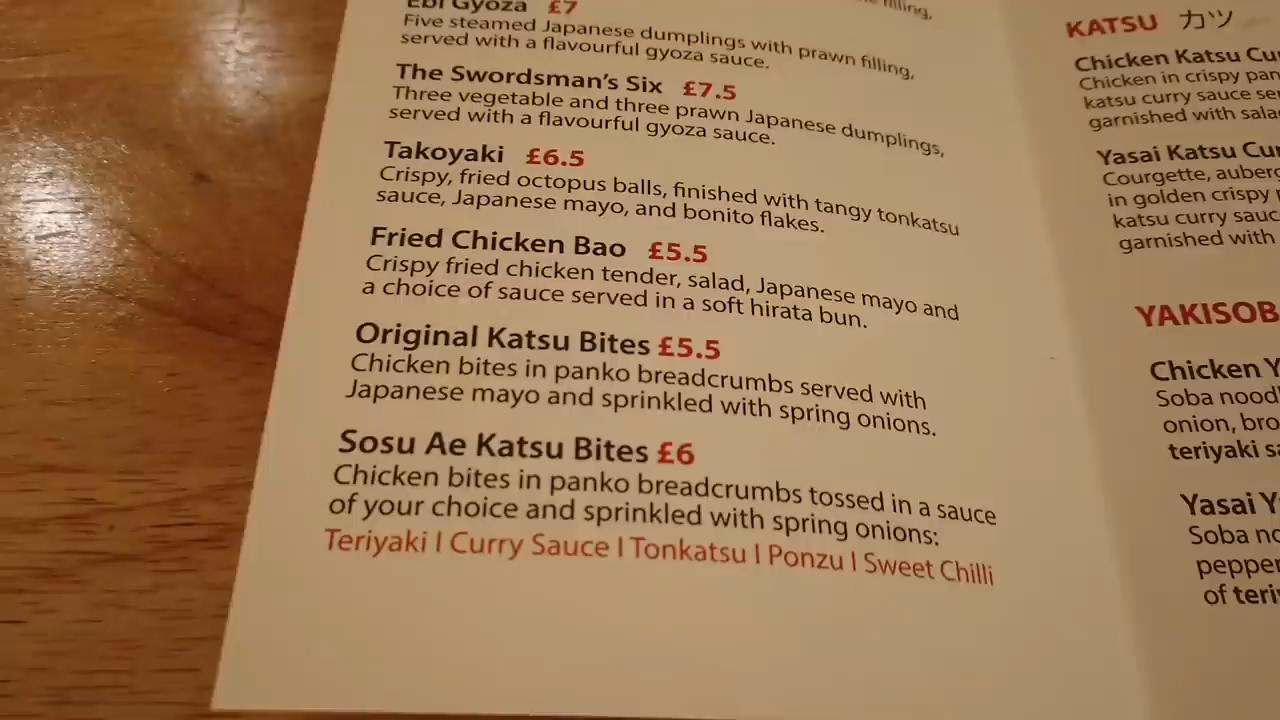 filling,
Ebi Gyoza £7
Five steamed Japanese dumplings with prawn filling,
served with a flavourful gyoza sauce.
The Swordsman's Six £7.5
Three vegetable and three prawn Japanese dumplings,
served with a flavourful gyoza sauce.
Takoyaki £6.5
Crispy, fried octopus balls, finished with tangy tonkatsu
sauce, Japanese mayo, and bonito flakes.
Fried Chicken Bao £5.5
Crispy fried chicken tender, salad, Japanese mayo and
a choice of sauce served in a soft hirata bun.
Original Katsu Bites £5.5
Chicken bites in panko breadcrumbs served with
Japanese mayo and sprinkled with spring onions.
Sosu Ae Katsu Bites £6
Chicken bites in panko breadcrumbs tossed in a sauce
of your choice and sprinkled with spring onions:
Teriyaki | Curry Sauce | Tonkatsu | Ponzu | Sweet Chilli
KATSU カツ
Chicken Katsu
Chicken in crispy
katsu curry sauce
garnished with
Yasai Katsu
Courgette,
in golden crispy
katsu curry
garnished with
Chicken
Soba
onion,
teriyaki
Yasai
Soba
of